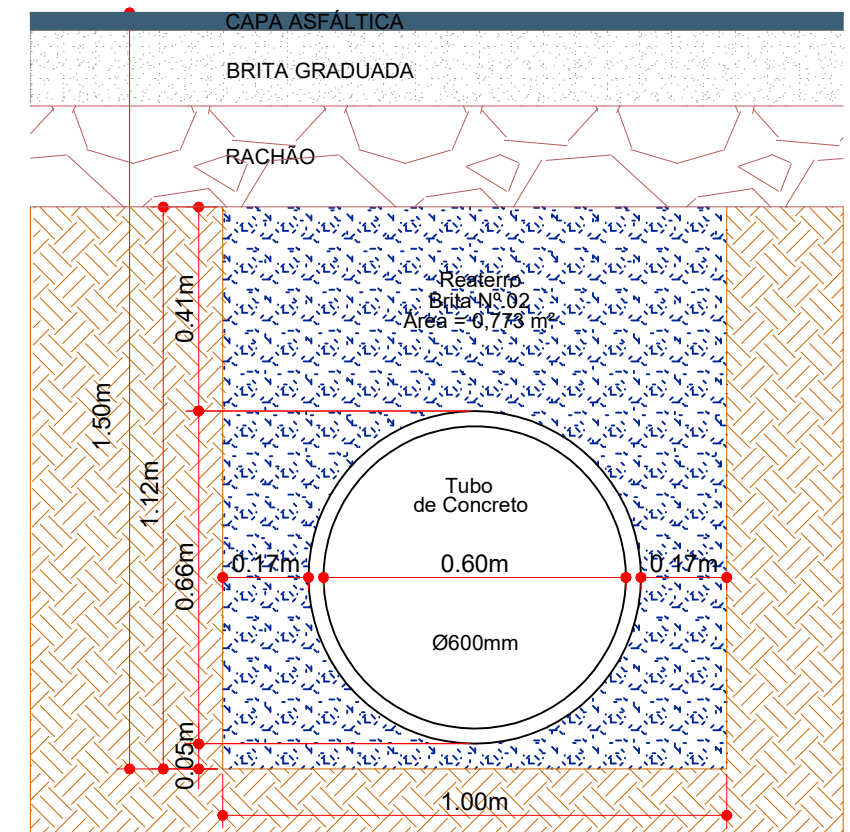 CAPA ASFÁLTICA
BRITA GRADUADA
RACHÃO
Reaterro
Brita Nº 02
Área = 0,773 m²
0.41m
1.50m
1.12m
Tubo
de Concreto
0.17m
0.60m
0.17m
0.66m
Ø600mm
0.05m
1.00m